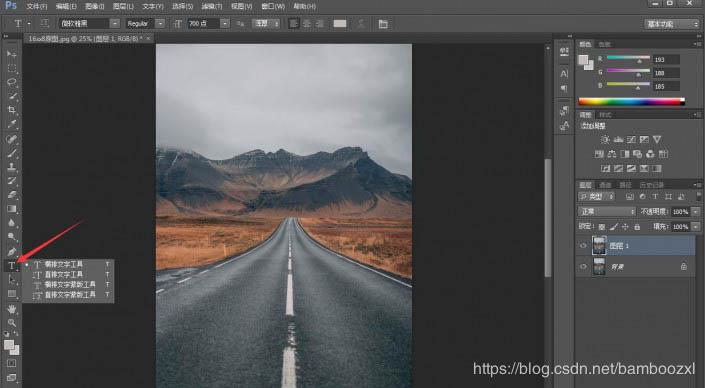 Ps 文件(F) 编辑(E) 图像(I) 图层(L) 文字(Y) 选择(S) 滤镜(T) 视图(V) 窗口(W) 帮助(H)
T 微软雅黑 Regular 700 点 浑厚 基本功能
16xx8原图.jpg @ 25% (图层 1, RGB/8) * ×
颜色 色板
R 193
G 188
B 185
调整 样式
添加调整
图层 通道 路径 历史记录
类型
正常 不透明度: 100%
锁定: 填充: 100%
图层 1
背景
T 横排文字工具 T
T 直排文字工具 T
T 横排文字蒙版工具 T
T 直排文字蒙版工具 T
https://blog.csdn.net/bamboozxl